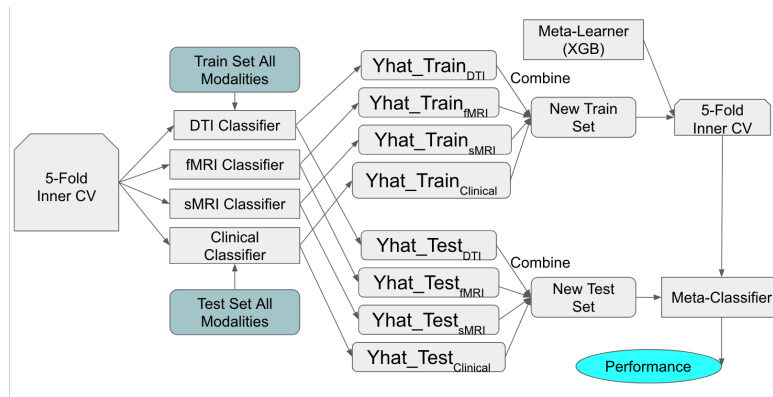 Meta-Learner
(XGB)
Train Set All
Modalities
Yhat_TrainDTI
Combine
Yhat_TrainfMRI
New Train
Set
5-Fold
Inner CV
DTI Classifier
Yhat_TrainsMRI
5-Fold
Inner CV
fMRI Classifier
Yhat_TrainClinical
sMRI Classifier
Clinical
Classifier
Yhat_TestDTI
Combine
Yhat_TestfMRI
New Test
Set
Meta-Classifier
Test Set All
Modalities
Yhat_TestsMRI
Yhat_TestClinical
Performance